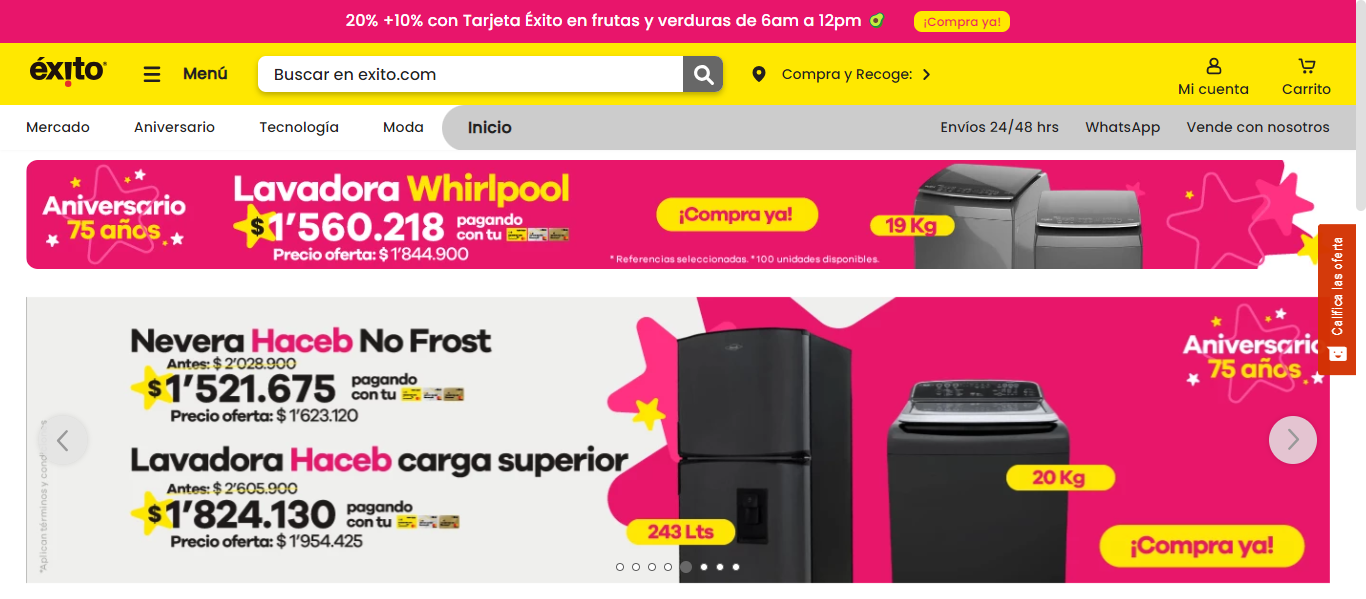 20% +10% con Tarjeta Éxito en frutas y verduras de 6am a 12pm ¡Compra ya!
éxito Menú Buscar en exito.com Compra y Recoge: Mi cuenta Carrito
Mercado Aniversario Tecnología Moda Inicio Envíos 24/48 hrs WhatsApp Vende con nosotros
Aniversario
75 años
Lavadora Whirlpool
$1'560.218 pagando
con tu
Precio oferta: $ 1'844.900
¡Compra ya!
* Referencias seleccionadas. *100 unidades disponibles.
19 Kg
Califica las oferta
Nevera Haceb No Frost
Antes: $ 2'028.900
$1'521.675 pagando
con tu
Precio oferta: $ 1'623.120
Lavadora Haceb carga superior
Antes: $ 2'605.900
$1'824.130 pagando
con tu
Precio oferta: $ 1'954.425
*Aplican términos y cond
243 Lts
20 Kg
Aniversario
75 años
¡Compra ya!